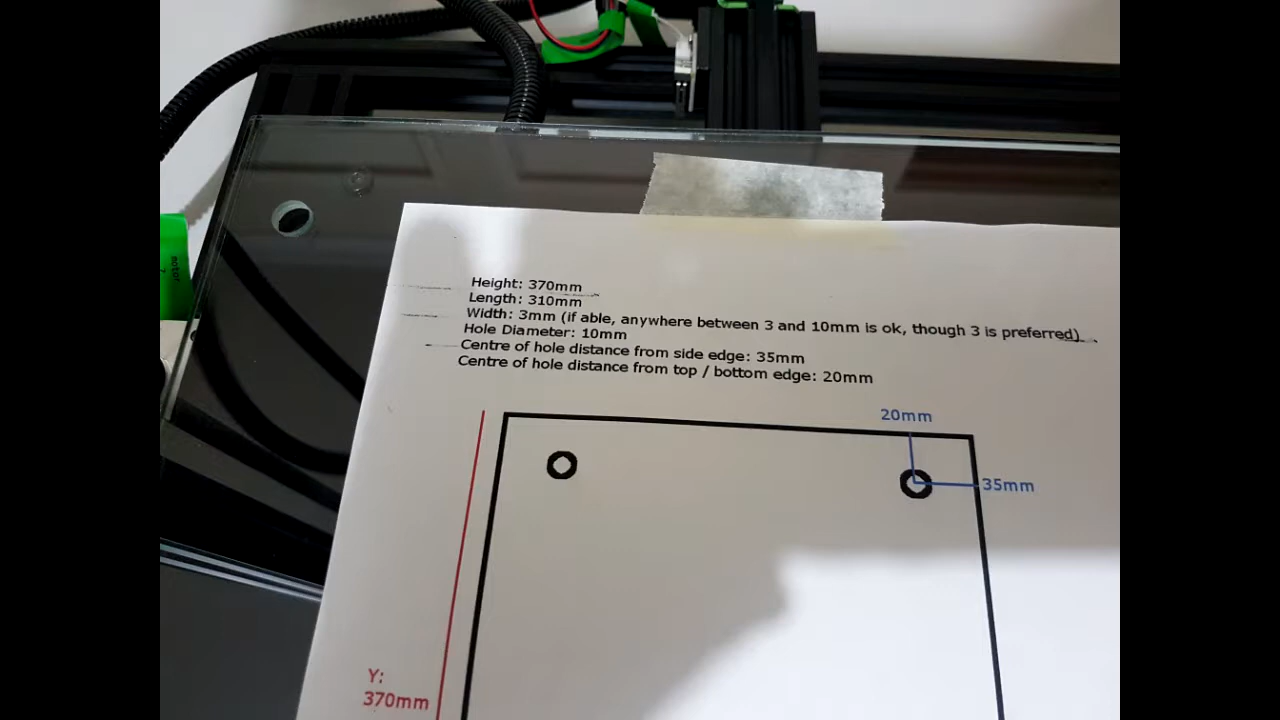 motor
Height: 370mm
Length: 310mm
Width: 3mm (if able, anywhere between 3 and 10mm is ok, though 3 is preferred)
Hole Diameter: 10mm
Centre of hole distance from side edge: 35mm
Centre of hole distance from top / bottom edge: 20mm
20mm
35mm
Y:
370mm